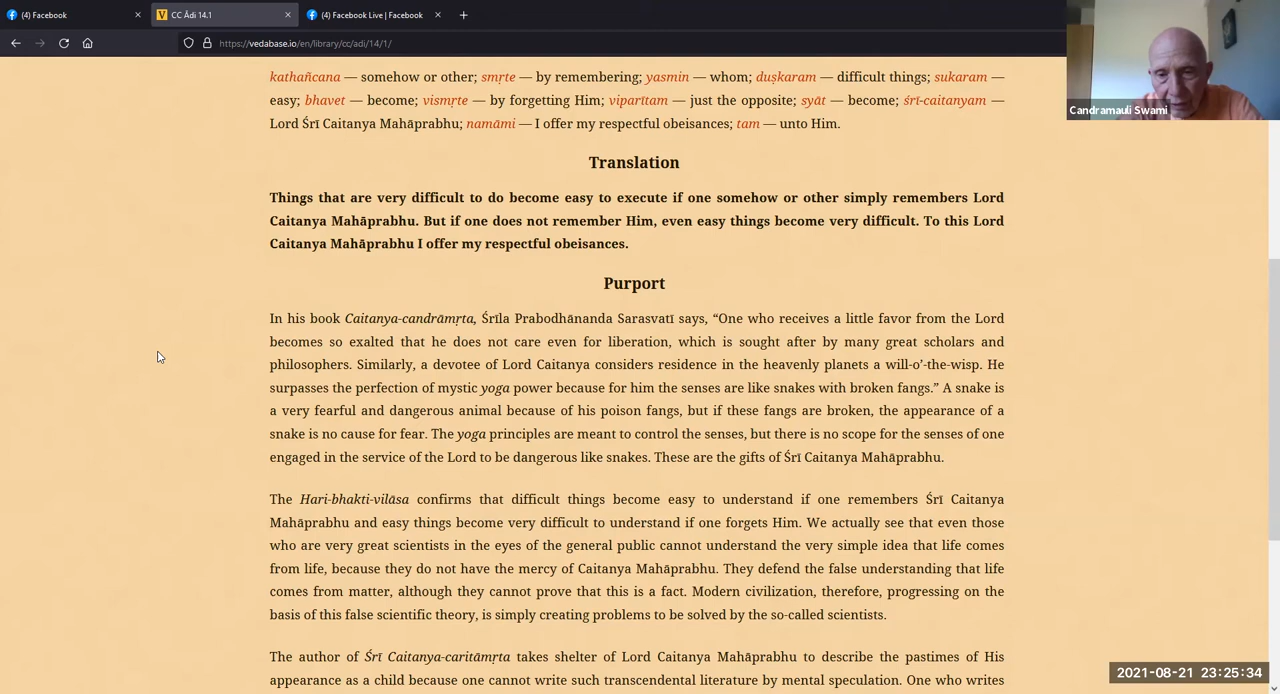 (4) Facebook
CC Ādi 14.1
(4) Facebook Live | Facebook
https://vedabase.io/en/library/cc/adi/14/1/
Candramauli Swami
kathañcana — somehow or other; smṛte — by remembering; yasmin — whom; duṣkaram — difficult things; sukaram —
easy; bhavet — become; vismṛte — by forgetting Him; viparītam — just the opposite; syāt — become; śrī-caitanyam —
Lord Śrī Caitanya Mahāprabhu; namāmi — I offer my respectful obeisances; tam — unto Him.
Translation
Things that are very difficult to do become easy to execute if one somehow or other simply remembers Lord
Caitanya Mahāprabhu. But if one does not remember Him, even easy things become very difficult. To this Lord
Caitanya Mahāprabhu I offer my respectful obeisances.
Purport
In his book Caitanya-candrāmṛta, Śrīla Prabodhānanda Sarasvatī says, “One who receives a little favor from the Lord
becomes so exalted that he does not care even for liberation, which is sought after by many great scholars and
philosophers. Similarly, a devotee of Lord Caitanya considers residence in the heavenly planets a will-o’-the-wisp. He
surpasses the perfection of mystic yoga power because for him the senses are like snakes with broken fangs.” A snake is
a very fearful and dangerous animal because of his poison fangs, but if these fangs are broken, the appearance of a
snake is no cause for fear. The yoga principles are meant to control the senses, but there is no scope for the senses of one
engaged in the service of the Lord to be dangerous like snakes. These are the gifts of Śrī Caitanya Mahāprabhu.
The Hari-bhakti-vilāsa confirms that difficult things become easy to understand if one remembers Śrī Caitanya
Mahāprabhu and easy things become very difficult to understand if one forgets Him. We actually see that even those
who are very great scientists in the eyes of the general public cannot understand the very simple idea that life comes
from life, because they do not have the mercy of Caitanya Mahāprabhu. They defend the false understanding that life
comes from matter, although they cannot prove that this is a fact. Modern civilization, therefore, progressing on the
basis of this false scientific theory, is simply creating problems to be solved by the so-called scientists.
The author of Śrī Caitanya-caritāmṛta takes shelter of Lord Caitanya Mahāprabhu to describe the pastimes of His
appearance as a child because one cannot write such transcendental literature by mental speculation. One who writes
2021-08-21 23:25:34